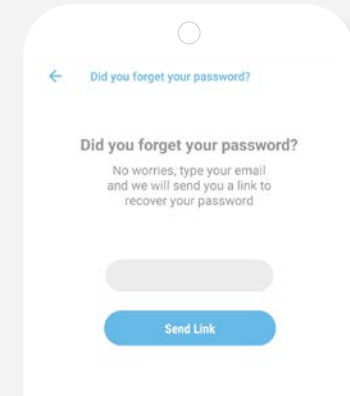 Did you forget your password?
Did you forget your password?
No worries, type your email
and we will send you a link to
recover your password
Send Link